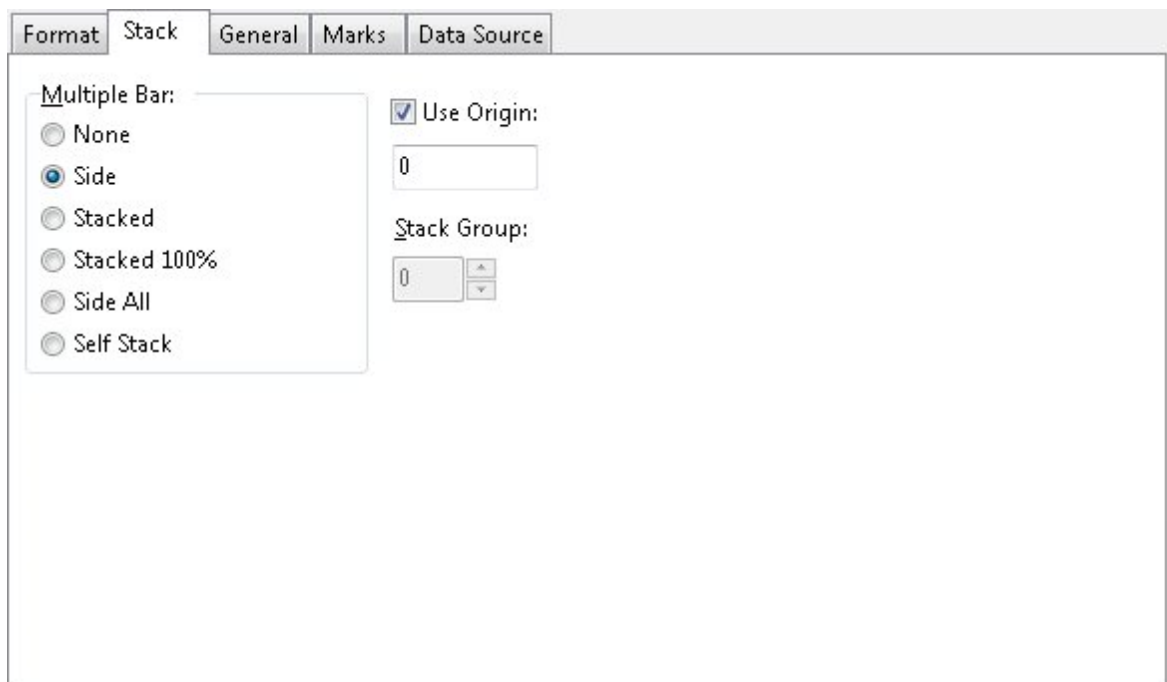 Format Stack General Marks Data Source
Multiple Bar:
None
Side
Stacked
Stacked 100%
Side All
Self Stack
Use Origin:
0
Stack Group:
0